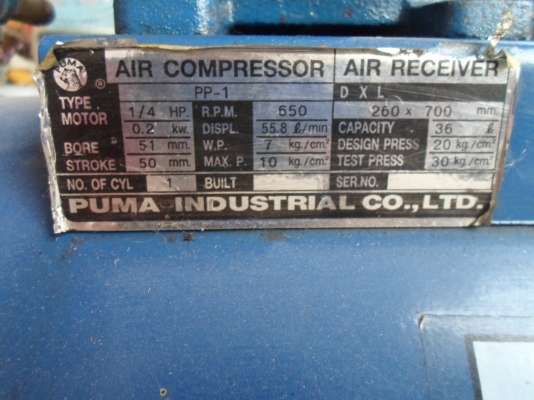 PUMA AIR COMPRESSOR AIR RECEIVER
TYPE PP-1 D X L
MOTOR 1/4 HP. R.P.M. 550 260 x 700 mm.
0.2 kw. DISPL. 55.8 ℓ/min CAPACITY 36 ℓ
BORE 51 mm. W.P. 7 kg/cm² DESIGN PRESS 20 kg/cm²
STROKE 50 mm. MAX. P. 10 kg/cm² TEST PRESS 30 kg/cm²
NO. OF CYL 1 BUILT SER.NO.
PUMA INDUSTRIAL CO.,LTD.